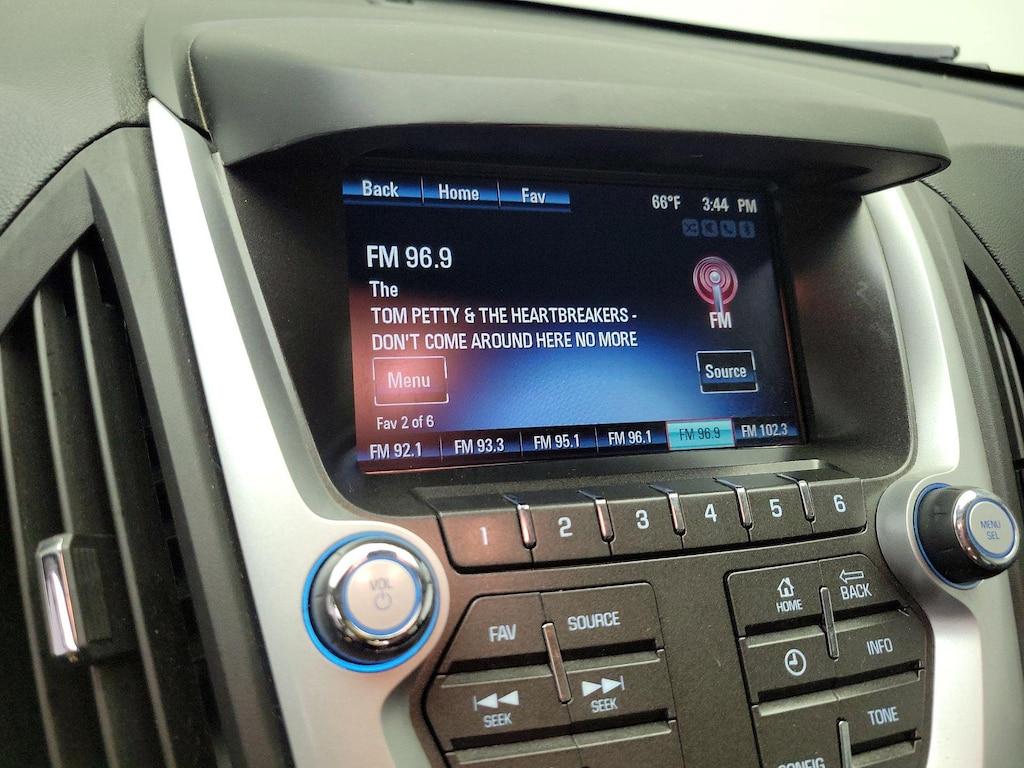 Back Home Fav 66°F 3:44 PM
FM 96.9
The
TOM PETTY & THE HEARTBREAKERS -
DON'T COME AROUND HERE NO MORE
FM
Menu Source
Fav 2 of 6
FM 92.1 FM 93.3 FM 95.1 FM 96.1 FM 96.9 FM 102.3
1 2 3 4 5 6
VOL
MENU
SEL
FAV SOURCE
SEEK SEEK
HOME BACK
INFO
TONE
CONFIG